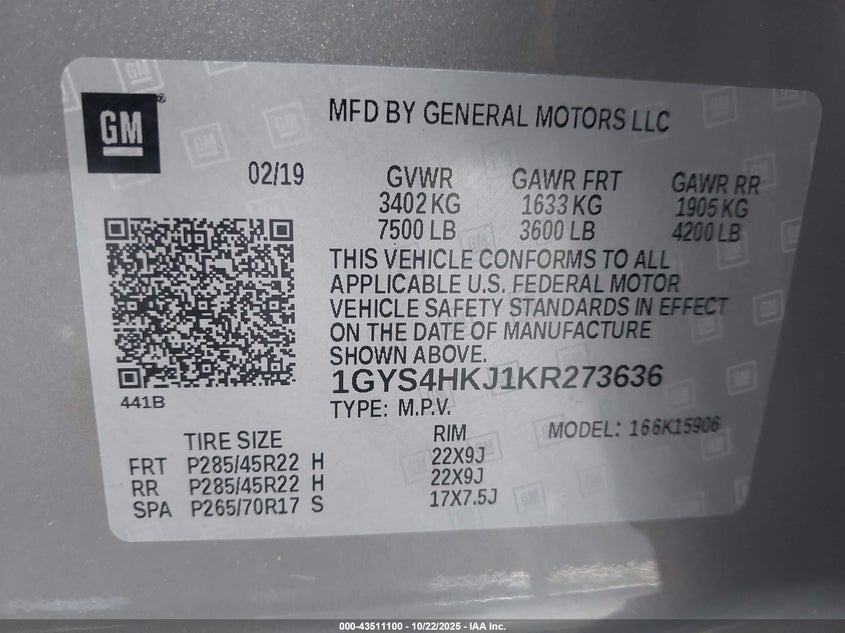 GM
MFD BY GENERAL MOTORS LLC
02/19
GVWR GAWR FRT GAWR RR
3402 KG 1633 KG 1905 KG
7500 LB 3600 LB 4200 LB
THIS VEHICLE CONFORMS TO ALL
APPLICABLE U.S. FEDERAL MOTOR
VEHICLE SAFETY STANDARDS IN EFFECT
ON THE DATE OF MANUFACTURE
SHOWN ABOVE.
1GYS4HKJ1KR273636
441B
TYPE: M.P.V.
MODEL: 166K15906
TIRE SIZE RIM
FRT P285/45R22 H 22X9J
RR P285/45R22 H 22X9J
SPA P265/70R17 S 17X7.5J
000-43511100 - 10/22/2025 - IAA Inc.